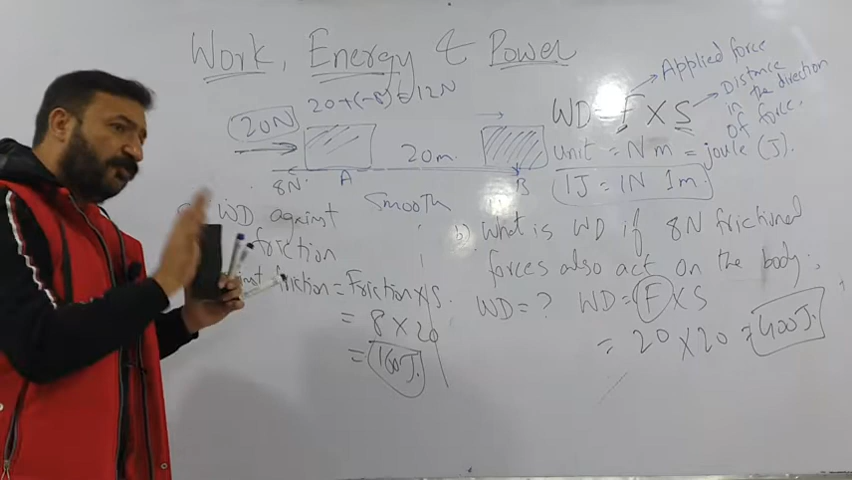 Work, Energy & Power
20+(-8) = 12N
20N
20m
8N
A
B
Smooth
WD = F X S
Applied force
Distance
in the direction
of force.
unit = Nm = joule (J).
1J = 1N 1m
WD against
friction
friction = Friction X S.
= 8 X 20
= 160J.
b) What is WD if 8N frictional
forces also act on the body.
WD = ? WD = F X S
= 20 X 20 = 400J.